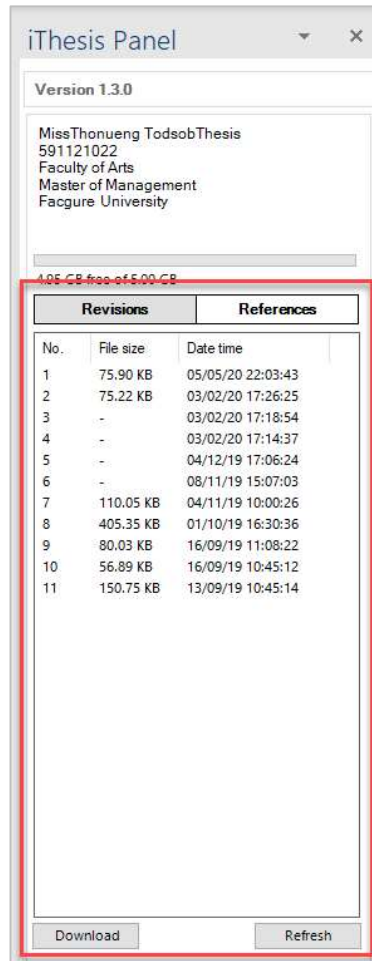 iThesis Panel
Version 1.3.0
MissThonueng TodsobThesis
591121022
Faculty of Arts
Master of Management
Facgure University
4.95 GB free of 5.00 GB
Revisions References
No. File size Date time
1 75.90 KB 05/05/20 22:03:43
2 75.22 KB 03/02/20 17:26:25
3 - 03/02/20 17:18:54
4 - 03/02/20 17:14:37
5 - 04/12/19 17:06:24
6 - 08/11/19 15:07:03
7 110.05 KB 04/11/19 10:00:26
8 405.35 KB 01/10/19 16:30:36
9 80.03 KB 16/09/19 11:08:22
10 56.89 KB 16/09/19 10:45:12
11 150.75 KB 13/09/19 10:45:14
Download Refresh